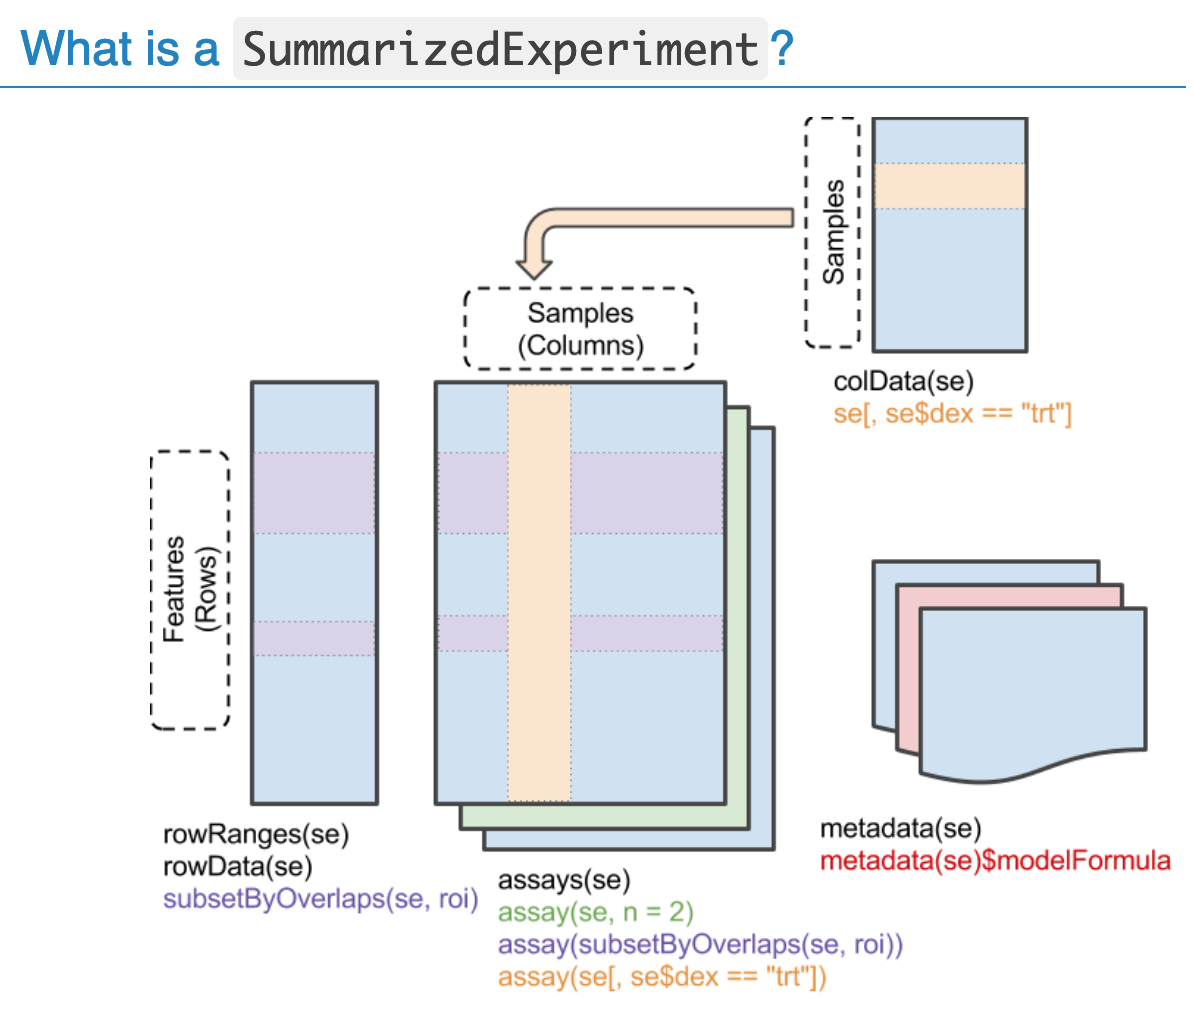 What is a SummarizedExperiment?
Samples
colData(se)
se[, se$dex == "trt"]
Samples
(Columns)
Features
(Rows)
rowRanges(se)
rowData(se)
subsetByOverlaps(se, roi)
assays(se)
assay(se, n = 2)
assay(subsetByOverlaps(se, roi))
assay(se[, se$dex == "trt"])
metadata(se)
metadata(se)$modelFormula